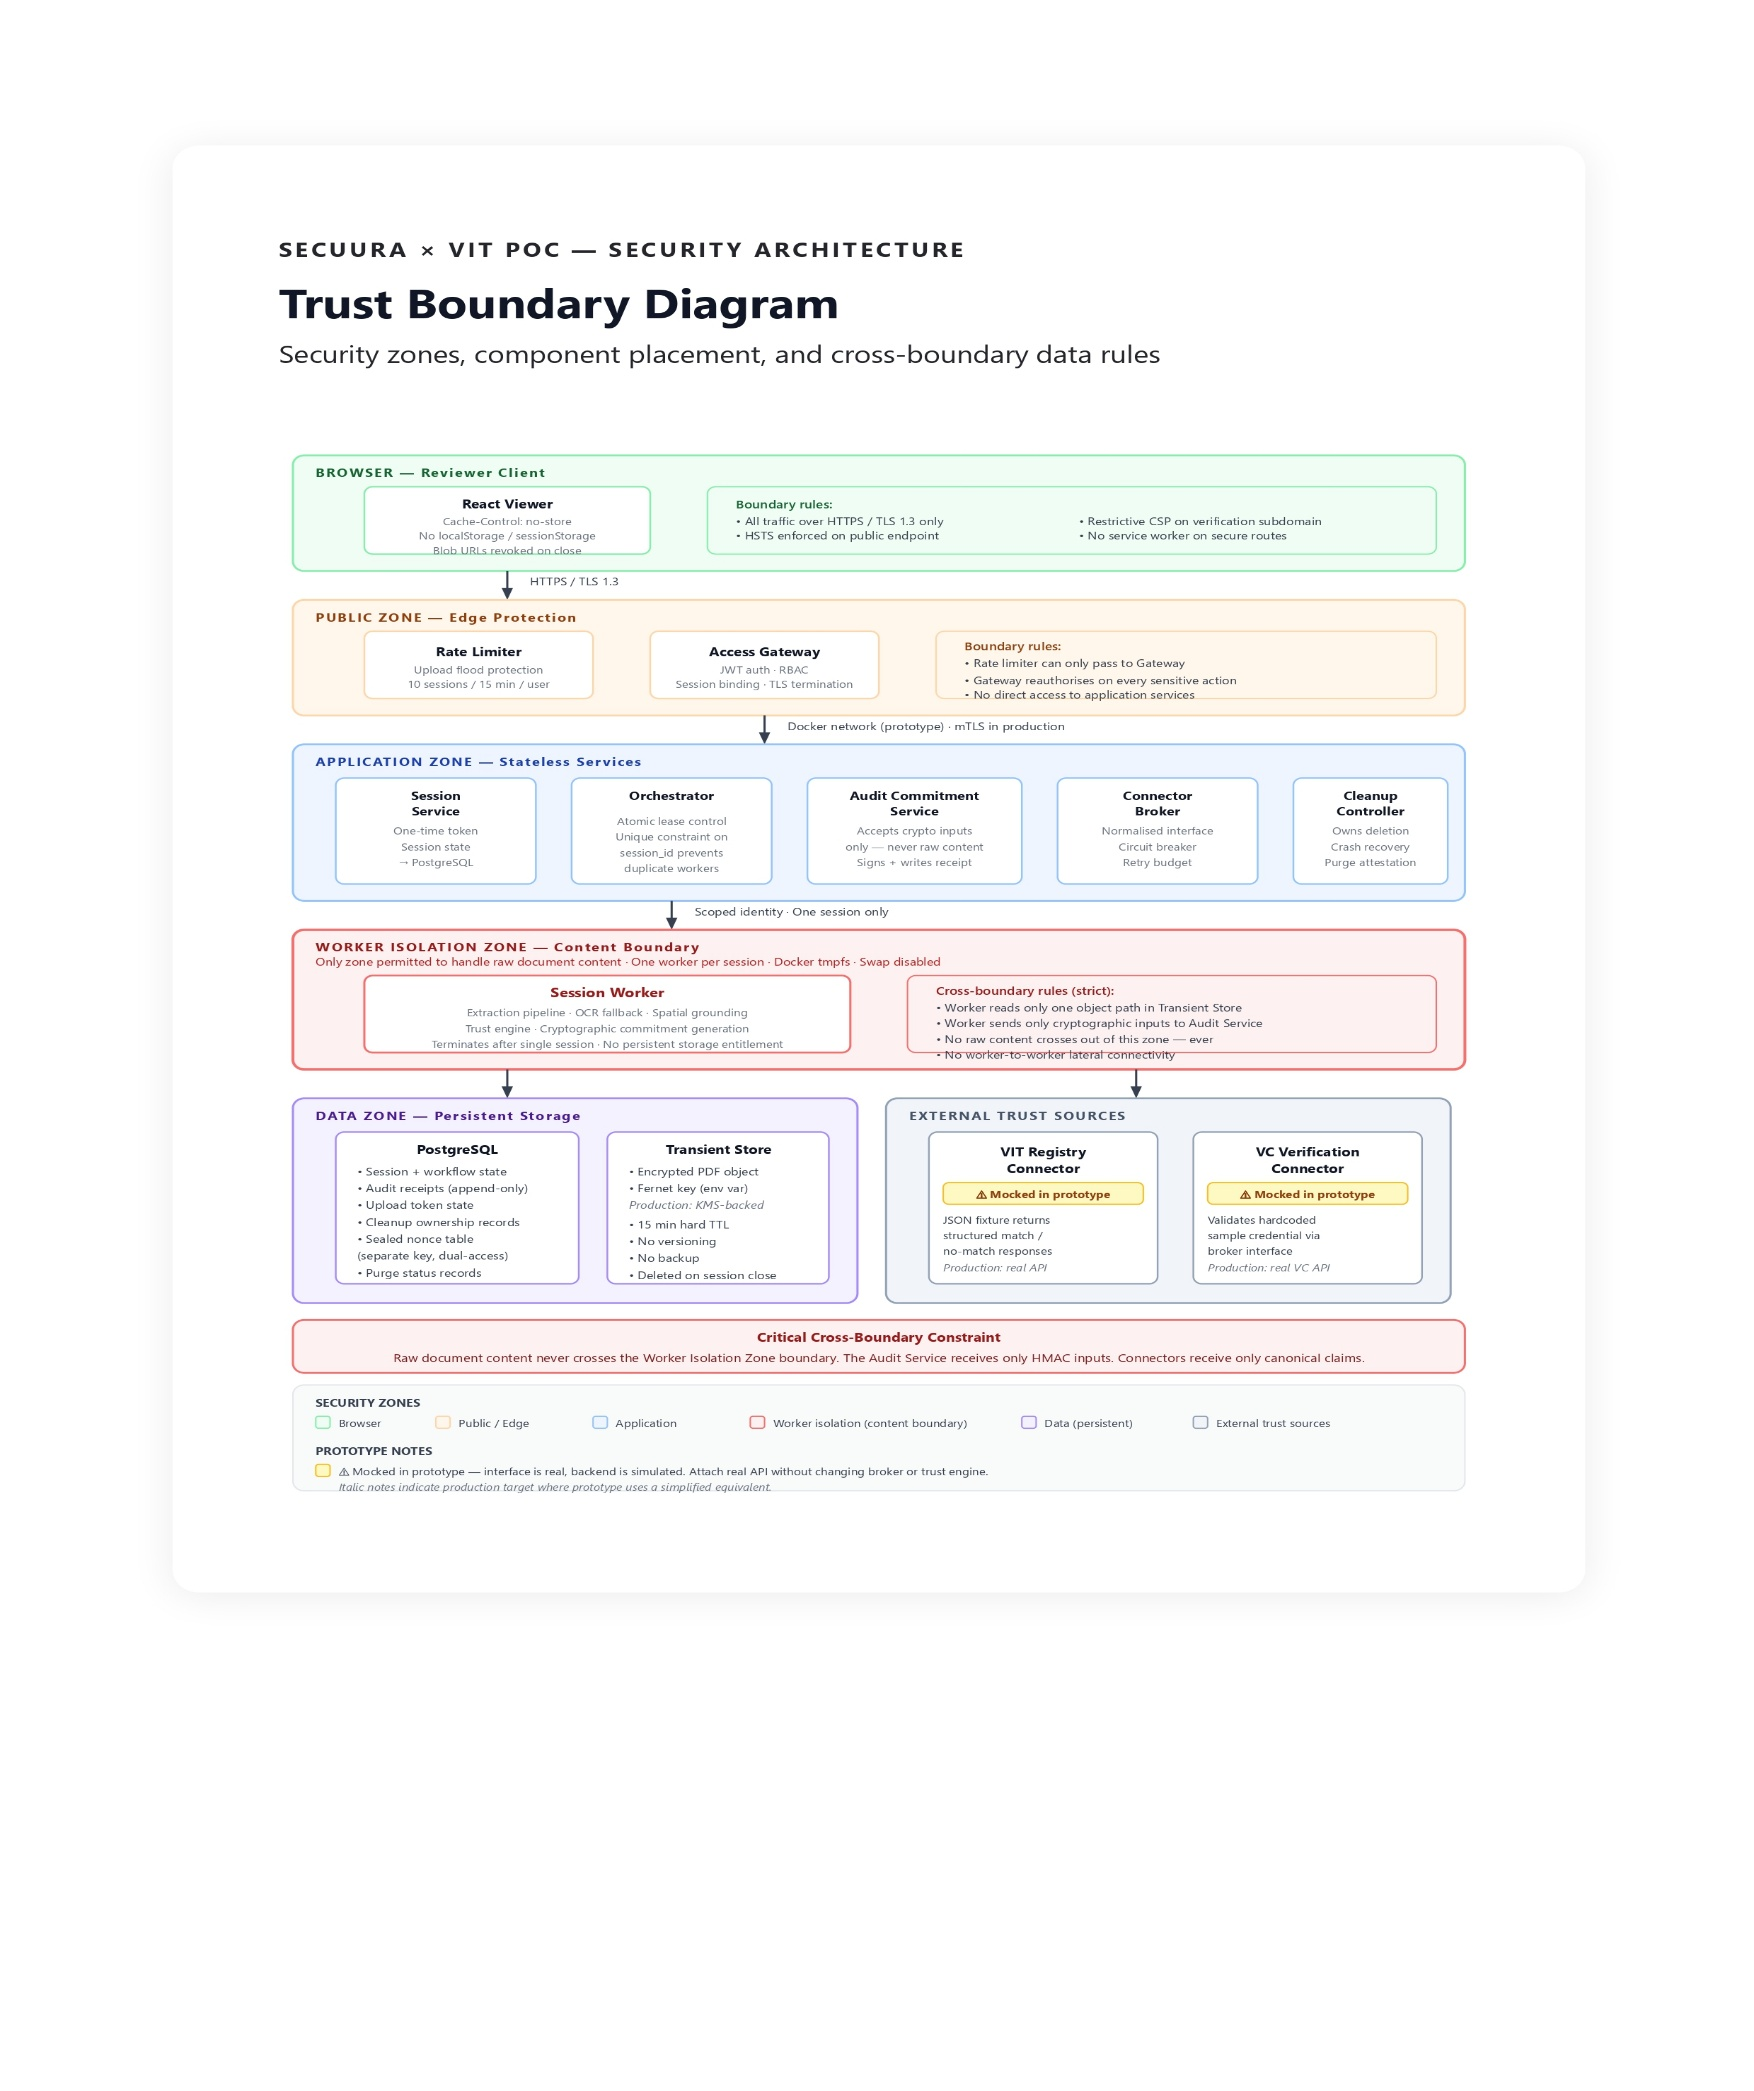 SECUURA × VIT POC — SECURITY ARCHITECTURE
Trust Boundary Diagram
Security zones, component placement, and cross-boundary data rules
BROWSER — Reviewer Client
React Viewer
Cache-Control: no-store
No localStorage / sessionStorage
Blob URLs revoked on close
Boundary rules:
• All traffic over HTTPS / TLS 1.3 only
• HSTS enforced on public endpoint
• Restrictive CSP on verification subdomain
• No service worker on secure routes
HTTPS / TLS 1.3
PUBLIC ZONE — Edge Protection
Rate Limiter
Upload flood protection
10 sessions / 15 min / user
Access Gateway
JWT auth · RBAC
Session binding · TLS termination
Boundary rules:
• Rate limiter can only pass to Gateway
• Gateway reauthorises on every sensitive action
• No direct access to application services
Docker network (prototype) · mTLS in production
APPLICATION ZONE — Stateless Services
Session
Service
One-time token
Session state
→ PostgreSQL
Orchestrator
Atomic lease control
Unique constraint on
session_id prevents
duplicate workers
Audit Commitment
Service
Accepts crypto inputs
only — never raw content
Signs + writes receipt
Connector
Broker
Normalised interface
Circuit breaker
Retry budget
Cleanup
Controller
Owns deletion
Crash recovery
Purge attestation
Scoped identity · One session only
WORKER ISOLATION ZONE — Content Boundary
Only zone permitted to handle raw document content · One worker per session · Docker tmpfs · Swap disabled
Session Worker
Extraction pipeline · OCR fallback · Spatial grounding
Trust engine · Cryptographic commitment generation
Terminates after single session · No persistent storage entitlement
Cross-boundary rules (strict):
• Worker reads only one object path in Transient Store
• Worker sends only cryptographic inputs to Audit Service
• No raw content crosses out of this zone — ever
• No worker-to-worker lateral connectivity
DATA ZONE — Persistent Storage
PostgreSQL
• Session + workflow state
• Audit receipts (append-only)
• Upload token state
• Cleanup ownership records
• Sealed nonce table
(separate key, dual-access)
• Purge status records
Transient Store
• Encrypted PDF object
• Fernet key (env var)
Production: KMS-backed
• 15 min hard TTL
• No versioning
• No backup
• Deleted on session close
EXTERNAL TRUST SOURCES
VIT Registry
Connector
⚠ Mocked in prototype
JSON fixture returns
structured match /
no-match responses
Production: real API
VC Verification
Connector
⚠ Mocked in prototype
Validates hardcoded
sample credential via
broker interface
Production: real VC API
Critical Cross-Boundary Constraint
Raw document content never crosses the Worker Isolation Zone boundary. The Audit Service receives only HMAC inputs. Connectors receive only canonical claims.
SECURITY ZONES
Browser
Public / Edge
Application
Worker isolation (content boundary)
Data (persistent)
External trust sources
PROTOTYPE NOTES
⚠ Mocked in prototype — interface is real, backend is simulated. Attach real API without changing broker or trust engine.
Italic notes indicate production target where prototype uses a simplified equivalent.